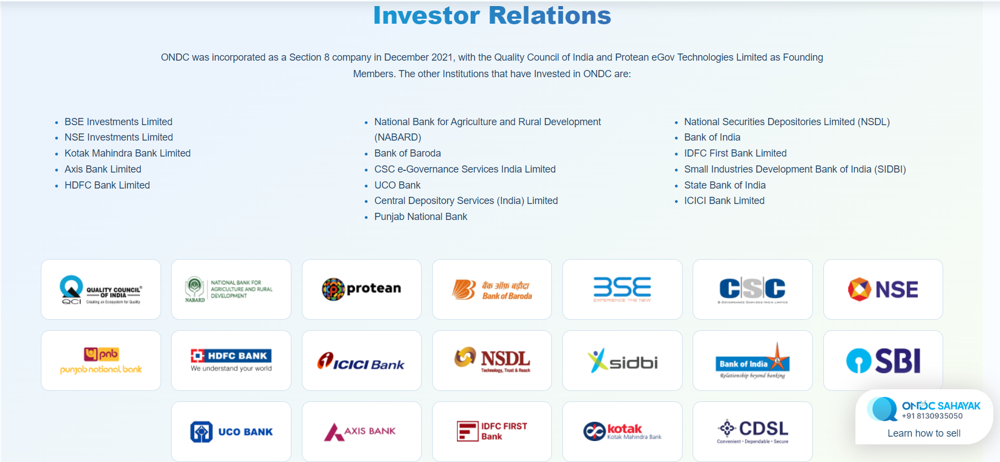 Investor Relations
ONDC was incorporated as a Section 8 company in December 2021, with the Quality Council of India and Protean eGov Technologies Limited as Founding
Members. The other Institutions that have Invested in ONDC are:
BSE Investments Limited
NSE Investments Limited
Kotak Mahindra Bank Limited
Axis Bank Limited
HDFC Bank Limited
National Bank for Agriculture and Rural Development
(NABARD)
Bank of Baroda
CSC e-Governance Services India Limited
UCO Bank
Central Depository Services (India) Limited
Punjab National Bank
National Securities Depositories Limited (NSDL)
Bank of India
IDFC First Bank Limited
Small Industries Development Bank of India (SIDBI)
State Bank of India
ICICI Bank Limited
QCI
QUALITY COUNCIL®
OF INDIA
Creating an Ecosystem for Quality
NABARD
NATIONAL BANK FOR
AGRICULTURE AND RURAL
DEVELOPMENT
protean
बैंक ऑफ़ बड़ौदा
Bank of Baroda
BSE
EXPERIENCE THE NEW
CSC
E-GOVERNANCE SERVICES INDIA LIMITED
NSE
pnb
punjab national bank
HDFC BANK
We understand your world
ICICI Bank
NSDL
Technology, Trust & Reach
sidbi
Bank of India
Relationship beyond banking
SBI
UCO BANK
AXIS BANK
IDFC FIRST
Bank
kotak
Kotak Mahindra Bank
CDSL
Convenient • Dependable • Secure
ONDC SAHAYAK
+91 8130935050
Learn how to sell